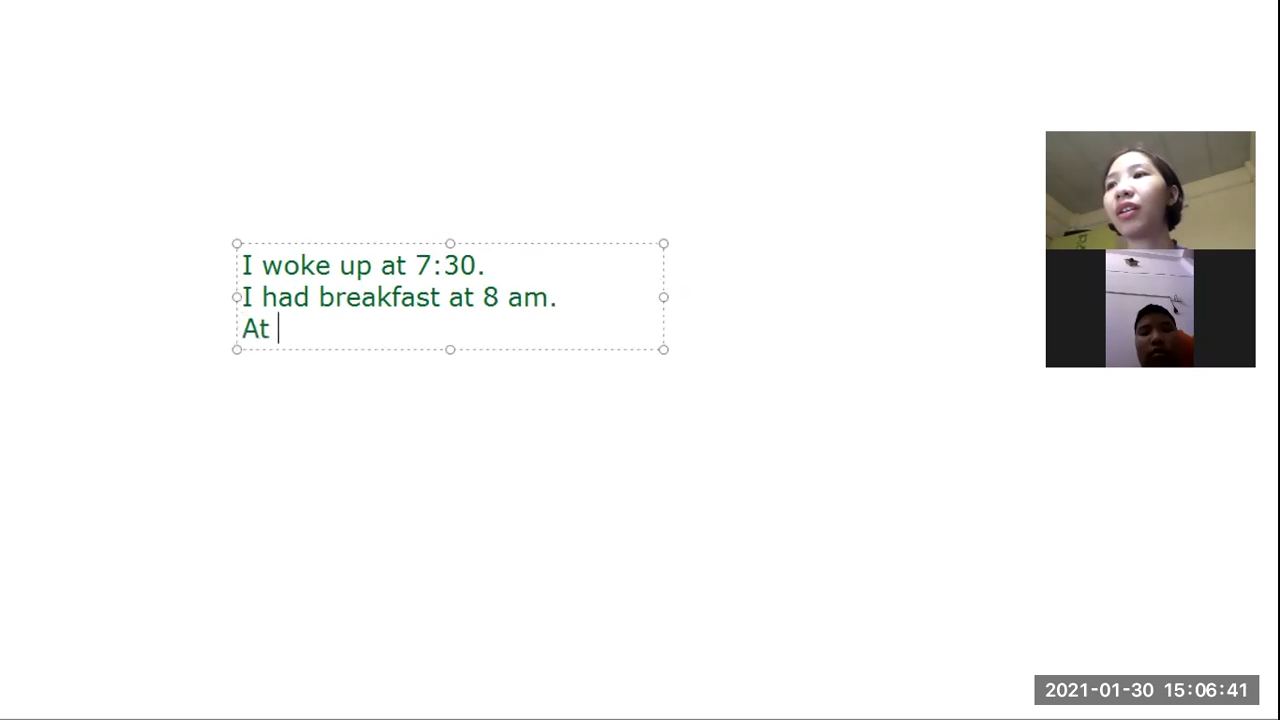 I woke up at 7:30.
I had breakfast at 8 am.
At
2021-01-30 15:06:41